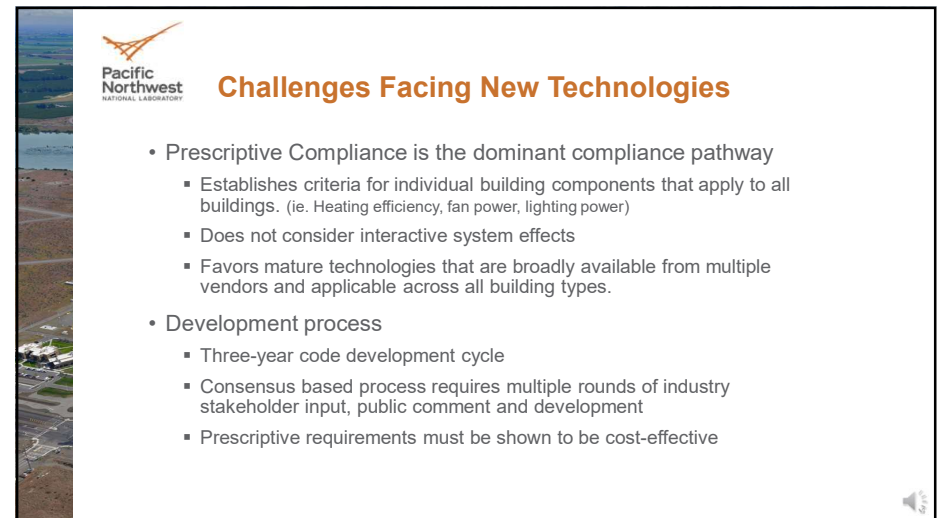 Pacific
Northwest
NATIONAL LABORATORY
Challenges Facing New Technologies
• Prescriptive Compliance is the dominant compliance pathway
▪ Establishes criteria for individual building components that apply to all
buildings. (ie. Heating efficiency, fan power, lighting power)
▪ Does not consider interactive system effects
▪ Favors mature technologies that are broadly available from multiple
vendors and applicable across all building types.
• Development process
▪ Three-year code development cycle
▪ Consensus based process requires multiple rounds of industry
stakeholder input, public comment and development
▪ Prescriptive requirements must be shown to be cost-effective